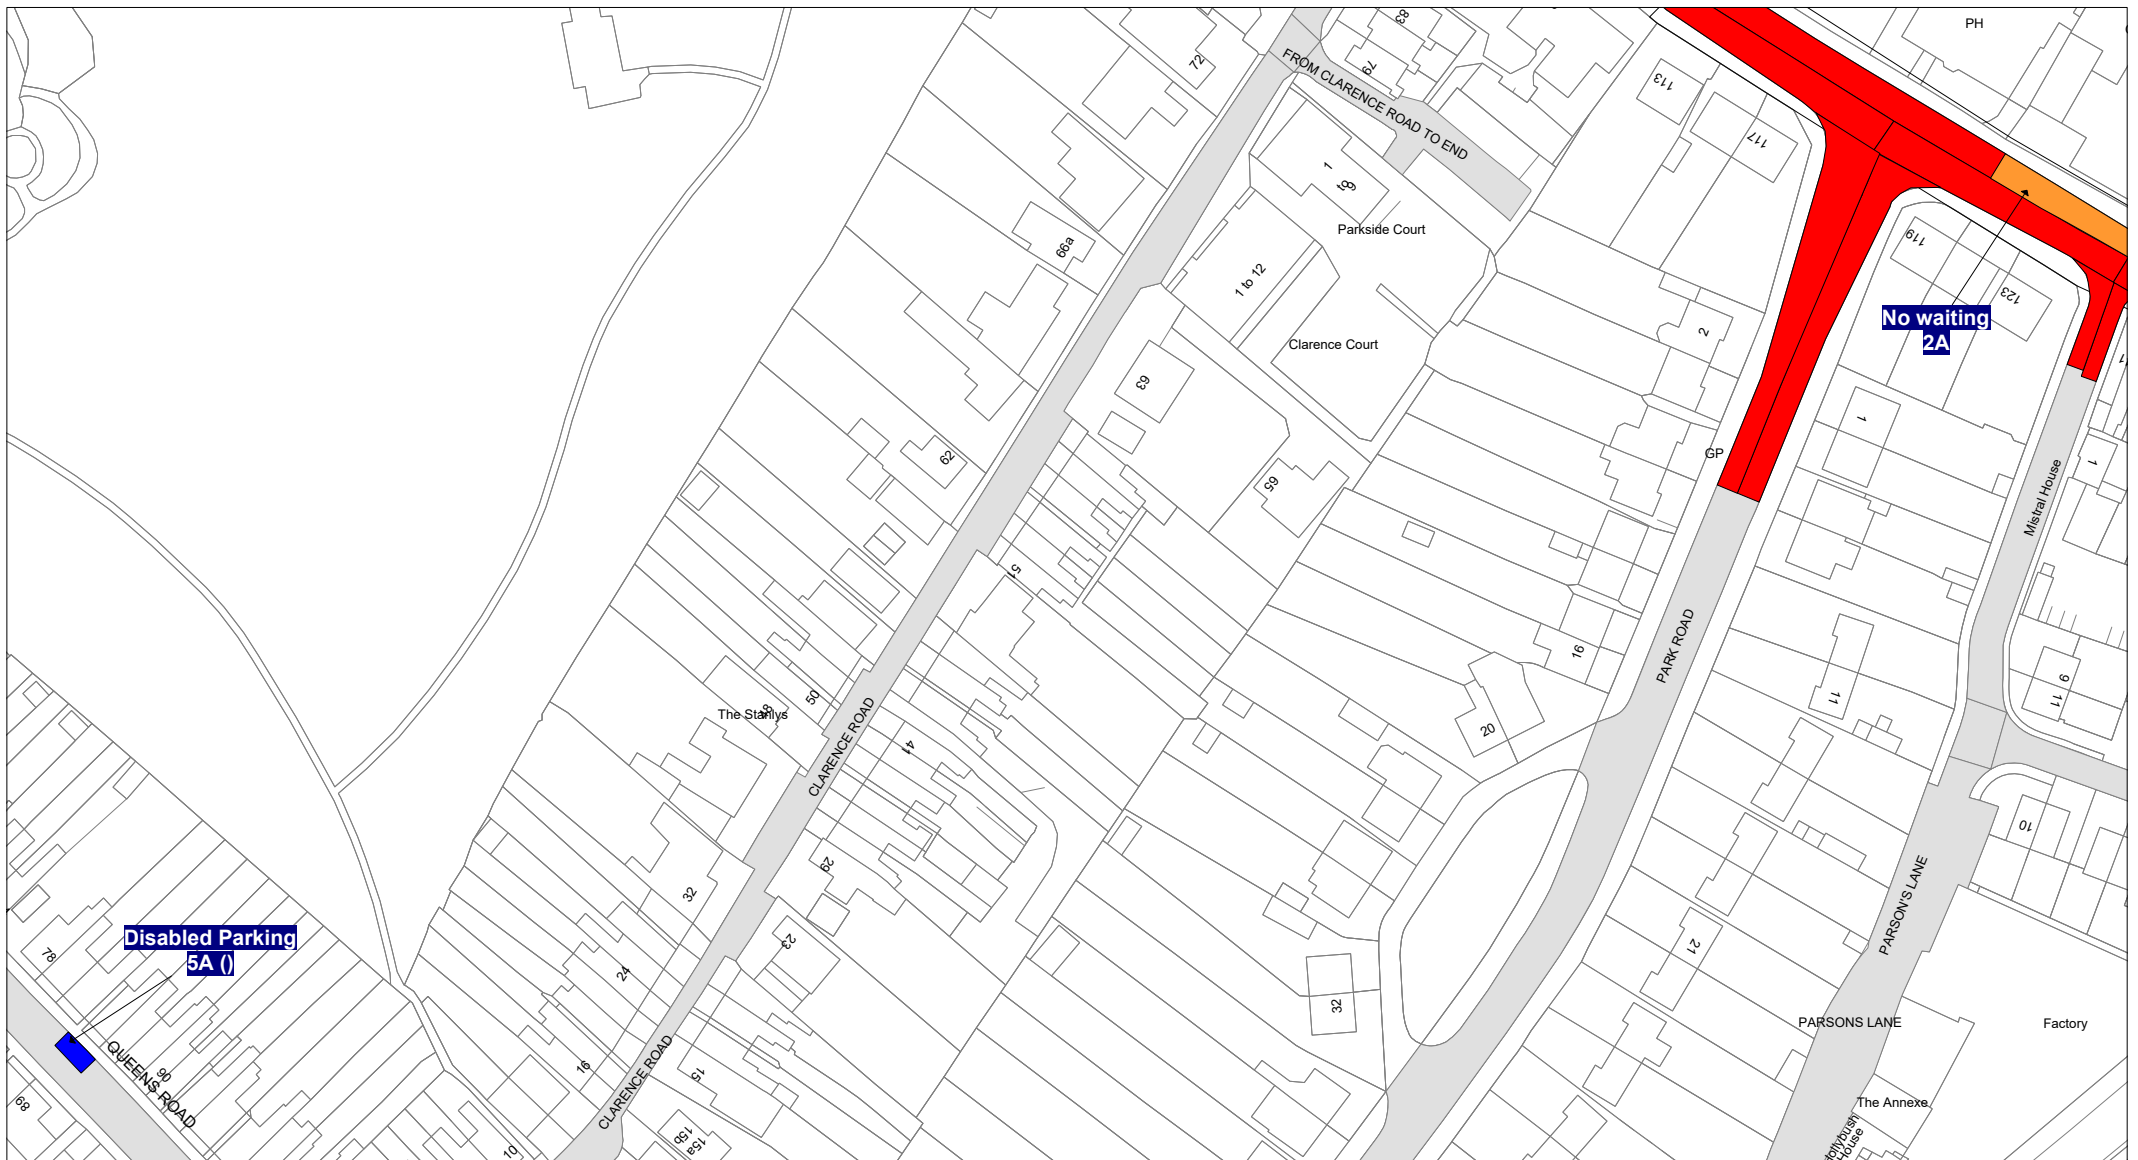 PH
83
72
79
FROM CLARENCE ROAD TO END
113
117
1
to
9
Parkside Court
66a
119
1 to 12
123
No waiting
2A
2
Clarence Court
63
1
62
GP
65
1
Mistral House
51
PARK ROAD
16
9
11
11
50
48
The Stanlys
CLARENCE ROAD
41
20
10
29
32
PARSON'S LANE
Disabled Parking
5A ()
78
23
21
24
32
PARSONS LANE
Factory
QUEENS ROAD
90
16
CLARENCE ROAD
15
68
The Annexe
15b
15a
10
House